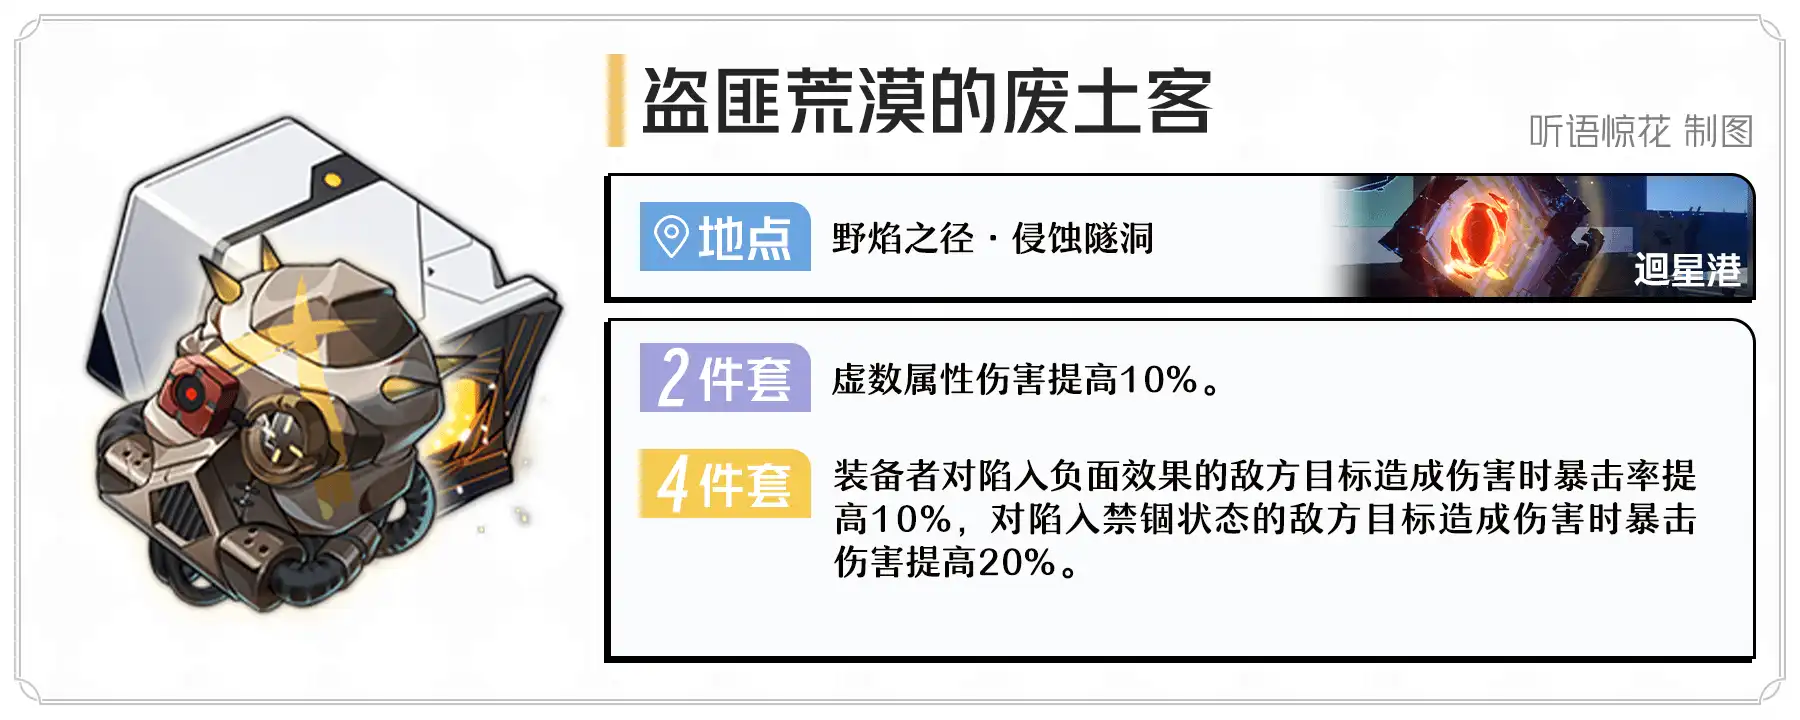 盗匪荒漠的废土客
听语惊花 制图
地点
野焰之径·侵蚀隧洞
迴星港
2件套
虚数属性伤害提高10%。
4件套
装备者对陷入负面效果的敌方目标造成伤害时暴击率提
高10%，对陷入禁锢状态的敌方目标造成伤害时暴击
伤害提高20%。